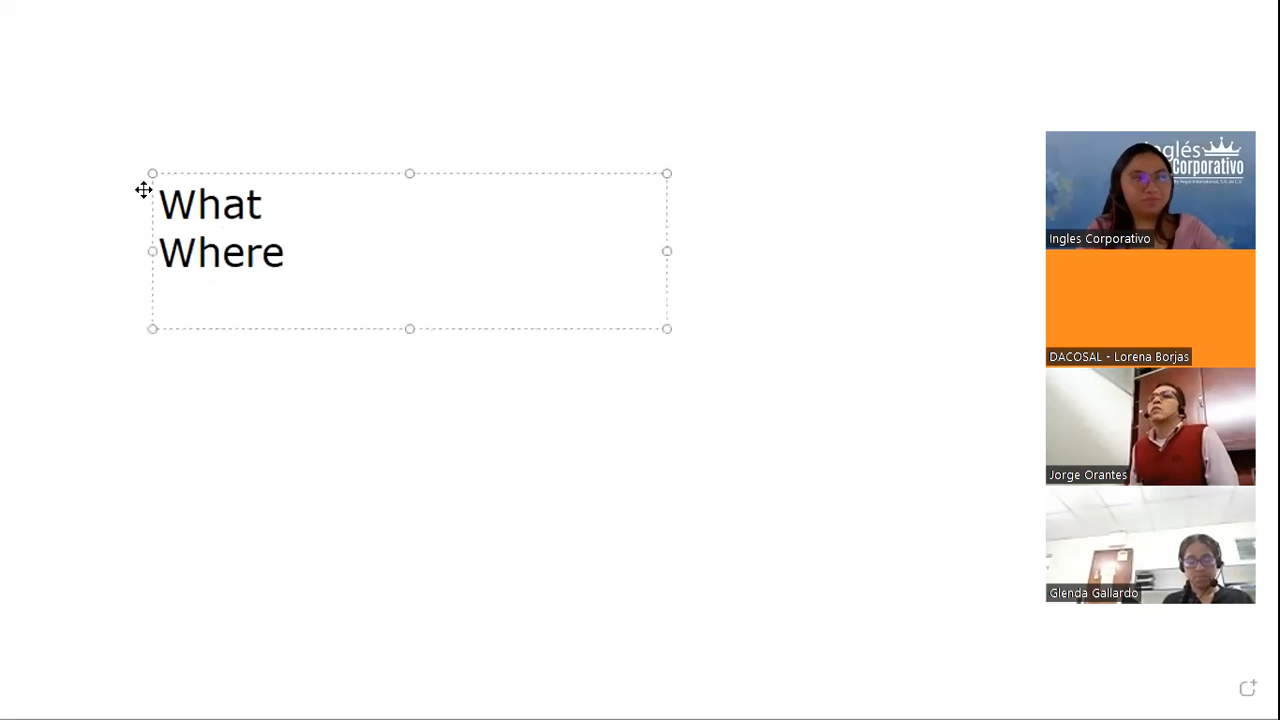 What
Where
Inglés
Corporativo
Ingles Corporativo
DACOSAL - Lorena Borjas
Jorge Orantes
Glenda Gallardo